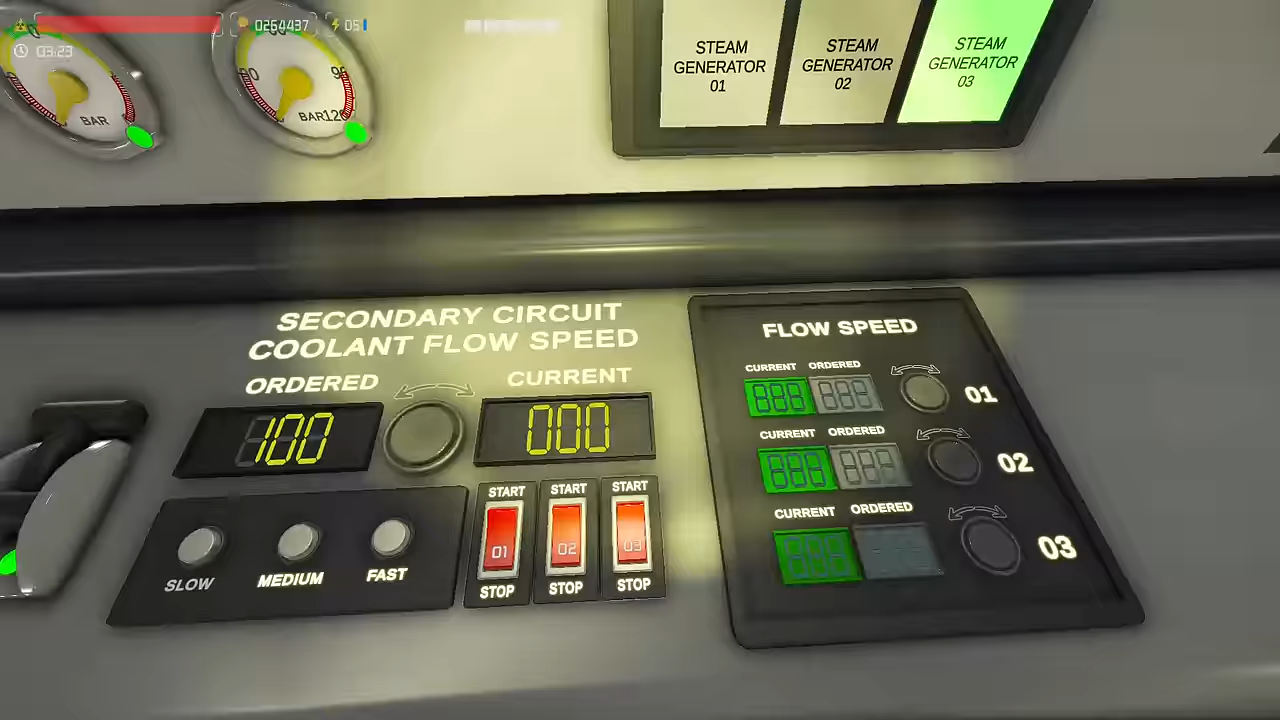 0264437
05
03:23
BAR
90
BAR
120
STEAM
GENERATOR
01
STEAM
GENERATOR
02
STEAM
GENERATOR
03
SECONDARY CIRCUIT
COOLANT FLOW SPEED
ORDERED
CURRENT
100
000
SLOW
MEDIUM
FAST
START
01
STOP
START
02
STOP
START
03
STOP
FLOW SPEED
CURRENT ORDERED
01
CURRENT ORDERED
02
CURRENT ORDERED
03